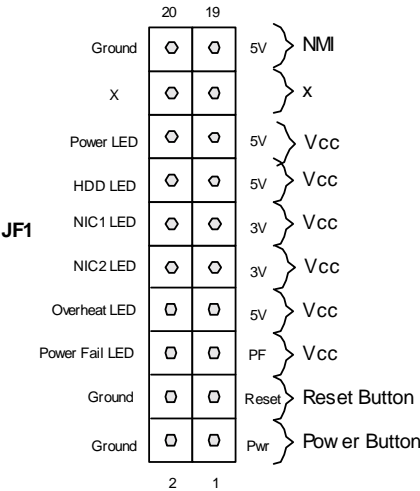 20 19
Ground 5V NMI
X x
Power LED 5V Vcc
HDD LED 5V Vcc
JF1 NIC1 LED 3V Vcc
NIC2 LED 3V Vcc
Overheat LED 5V Vcc
Power Fail LED PF Vcc
Ground Reset Reset Button
Ground Pwr Power Button
2 1